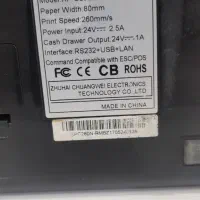 Paper Width 80mm
Print Speed 260mm/s
Power Input:24V⎓ 2.5A
Cash Drawer Output:24V⎓1A
Interface:RS232+USB+LAN
Command:Compatible with ESC/POS
FC CE CB ROHS
ZHUHAI CHUANGWEI ELECTRONICS
TECHNOLOGY CO.,LTD
MADE IN CHINA